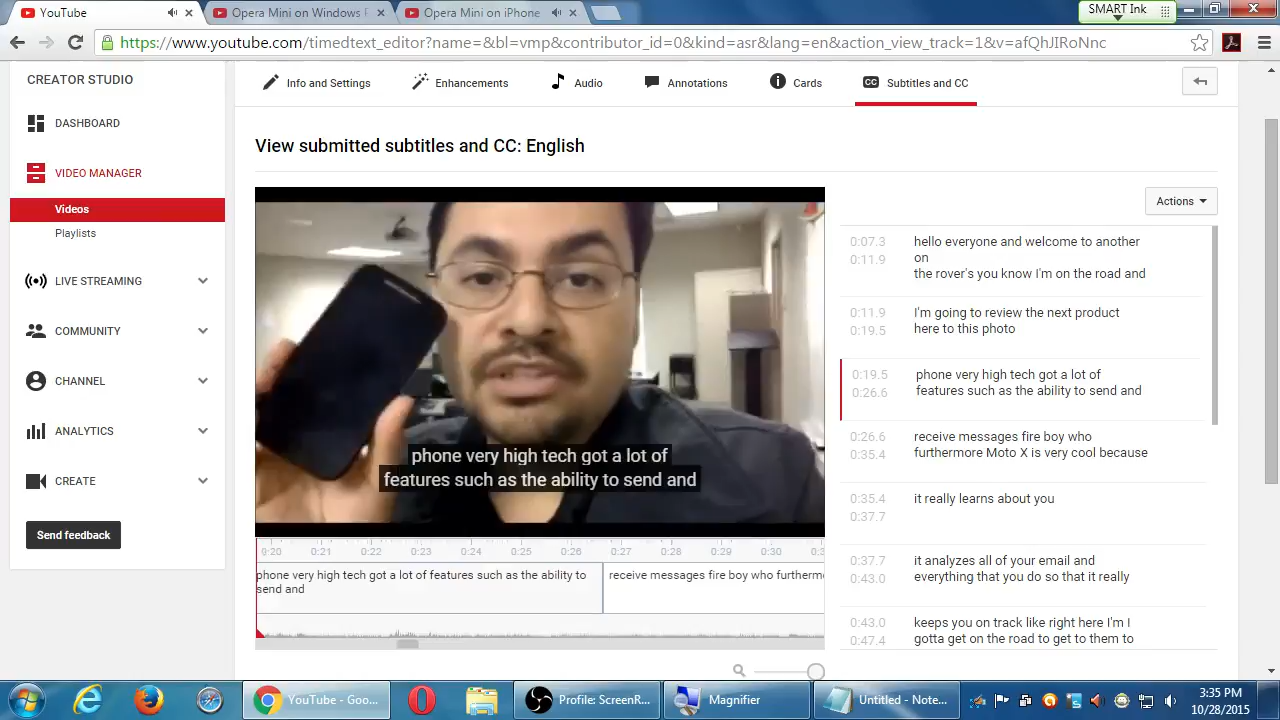 YouTube
Opera Mini on Windows P
Opera Mini on iPhone
SMART Ink
https://www.youtube.com/timedtext_editor?name=&bl=vmp&contributor_id=0&kind=asr&lang=en&action_view_track=1&v=afQhJIRoNnc
CREATOR STUDIO
DASHBOARD
VIDEO MANAGER
Videos
Playlists
LIVE STREAMING
COMMUNITY
CHANNEL
ANALYTICS
CREATE
Send feedback
Info and Settings
Enhancements
Audio
Annotations
Cards
CC Subtitles and CC
View submitted subtitles and CC: English
phone very high tech got a lot of
features such as the ability to send and
0:20 0:21 0:22 0:23 0:24 0:25 0:26 0:27 0:28 0:29 0:30 0:3
phone very high tech got a lot of features such as the ability to
send and
receive messages fire boy who furtherm
Actions
0:07.3 hello everyone and welcome to another
0:11.9 on
the rover's you know I'm on the road and
0:11.9 I'm going to review the next product
0:19.5 here to this photo
0:19.5 phone very high tech got a lot of
0:26.6 features such as the ability to send and
0:26.6 receive messages fire boy who
0:35.4 furthermore Moto X is very cool because
0:35.4 it really learns about you
0:37.7
0:37.7 it analyzes all of your email and
0:43.0 everything that you do so that it really
0:43.0 keeps you on track like right here I'm I
0:47.4 gotta get on the road to get to them to
YouTube - Goo...
Profile: ScreenR...
Magnifier
Untitled - Note...
3:35 PM
10/28/2015